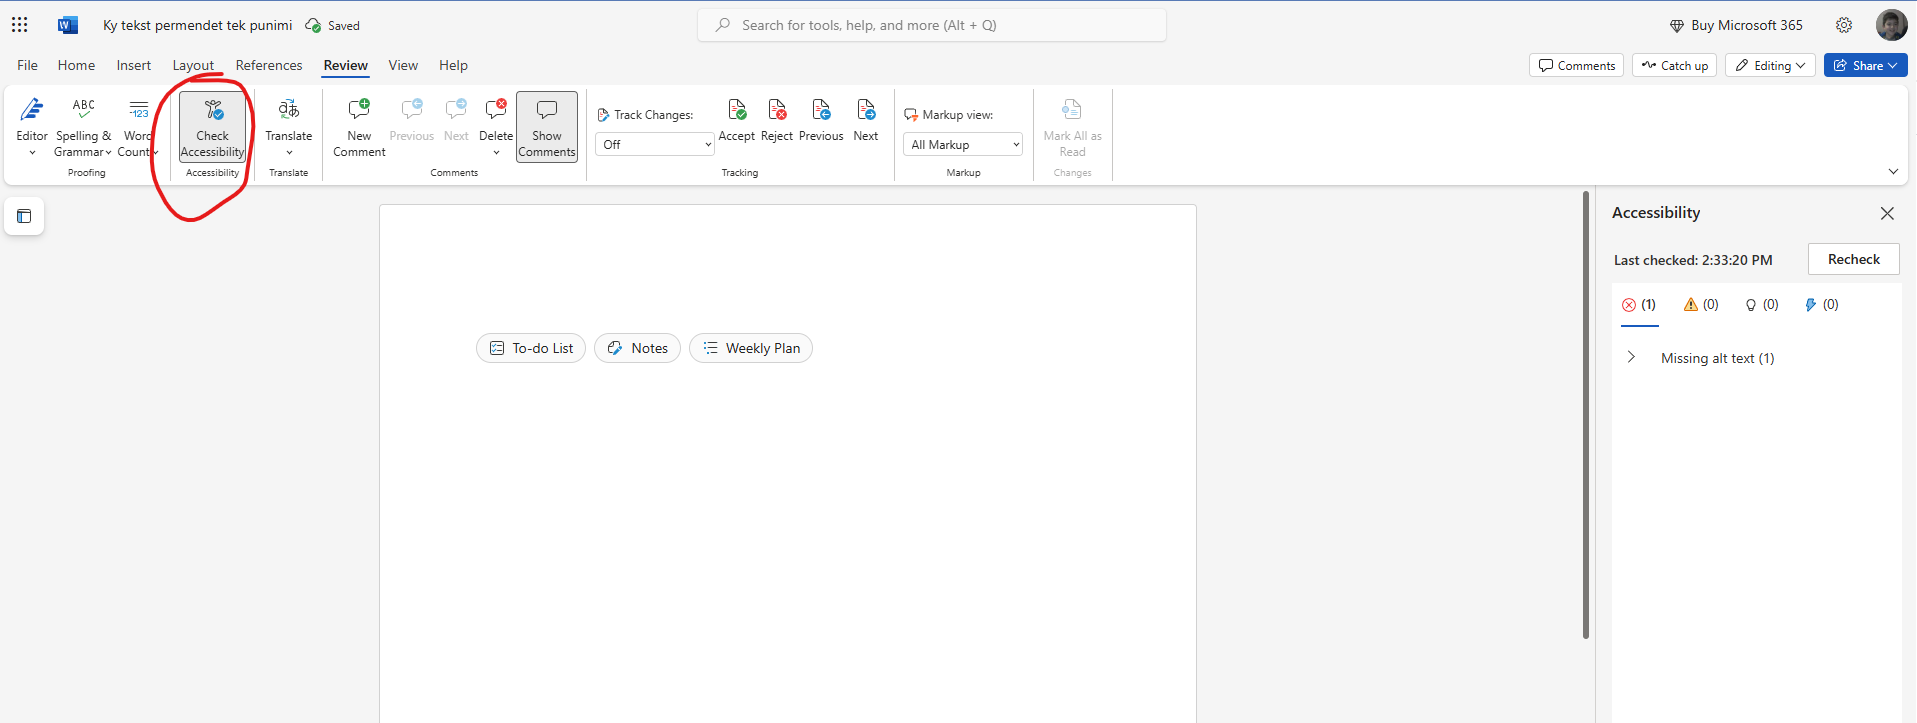 Ky tekst permendet tek punimi Saved
Search for tools, help, and more (Alt + Q)
Buy Microsoft 365
File Home Insert Layout References Review View Help
Comments Catch up Editing Share
Editor
Spelling &
Grammar
Word
Count
Proofing
Check
Accessibility
Accessibility
Translate
Translate
New
Comment
Previous
Next
Delete
Show
Comments
Comments
Track Changes:
Off
Accept
Reject
Previous
Next
Tracking
Markup view:
All Markup
Markup
Mark All as
Read
Changes
To-do List
Notes
Weekly Plan
Accessibility
Last checked: 2:33:20 PM
Recheck
(1) (0) (0) (0)
Missing alt text (1)